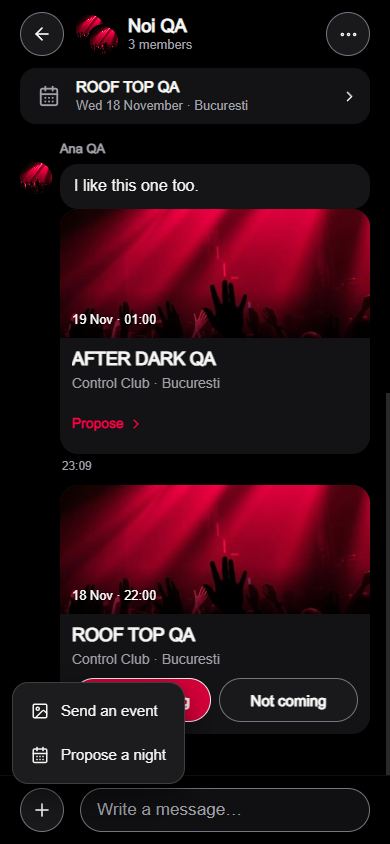 Noi QA
3 members
ROOF TOP QA
Wed 18 November · Bucuresti
Ana QA
I like this one too.
19 Nov · 01:00
AFTER DARK QA
Control Club · Bucuresti
Propose
23:09
18 Nov · 22:00
ROOF TOP QA
Control Club · Bucuresti
Not coming
Send an event
Propose a night
Write a message…